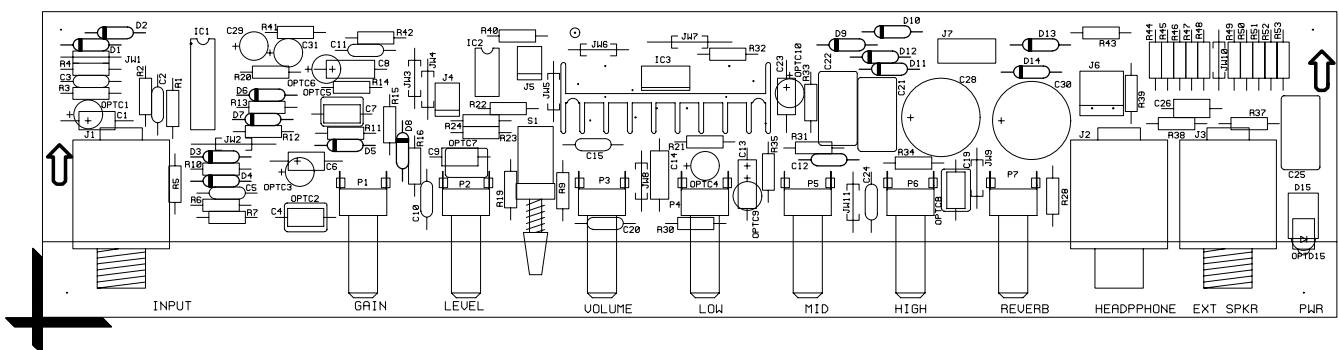 D2
R41
R42
R40
D10
IC1
C29
C31
C11
IC2
JW6
JW7
R32
OPTC10
D9
D12
J7
D13
R43
R44
R45
R46
R47
R48
JW10
R49
R50
R51
R52
R53
D1
R4
C3
R3
JW1
R2
C2
R1
R20
OPTC6
OPTC5
C8
R14
JW3
JW4
J4
J5
JW5
IC3
C23
R33
C22
C21
D11
C28
D14
C30
J6
R39
OPTC1
C1
J1
D6
R13
D7
R12
JW2
C7
R11
D5
R15
D8
R16
R22
R24
R23
S1
C9
OPTC7
C15
R21
C14
C13
R35
R31
C12
R34
C19
JW9
C26
R38
R37
J2
J3
C25
D3
R10
D4
C5
R6
R7
R5
OPTC3
C6
OPTC2
C4
P1
C10
P2
R19
R9
P3
C20
JW8
OPTC4
P4
R30
OPTC9
P5
JW11
C24
P6
OPTC8
P7
R28
D15
OPTD15
INPUT
GAIN
LEVEL
VOLUME
LOW
MID
HIGH
REVERB
HEADPPHONE
EXT SPKR
PWR